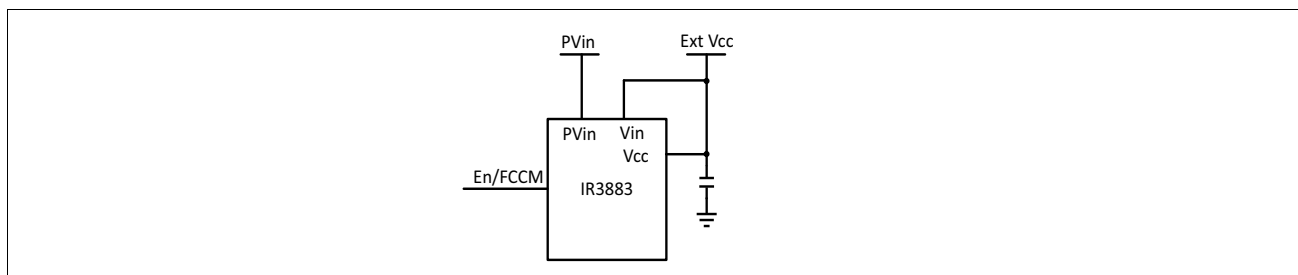 PVin
Ext Vcc
PVin
Vin
Vcc
En/FCCM
IR3883